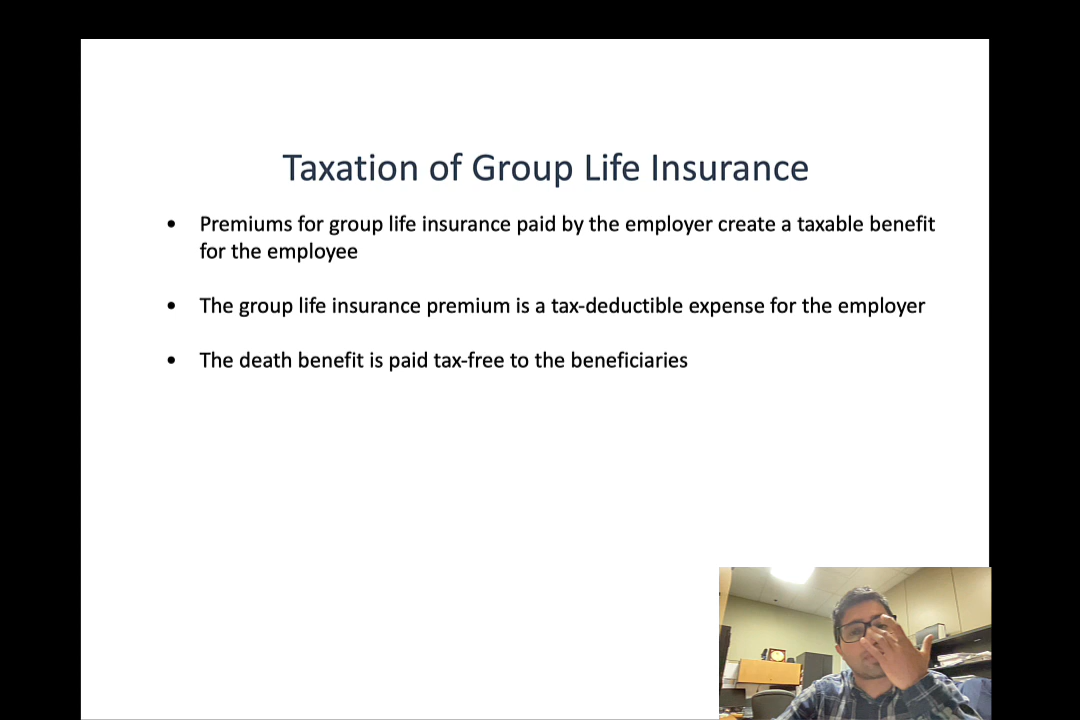 Taxation of Group Life Insurance
• Premiums for group life insurance paid by the employer create a taxable benefit
for the employee
• The group life insurance premium is a tax-deductible expense for the employer
• The death benefit is paid tax-free to the beneficiaries